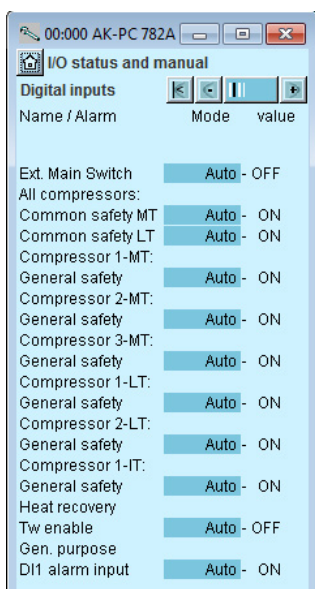 00:000 AK-PC 782A
I/O status and manual
Digital inputs
Name / Alarm Mode value
Ext. Main Switch Auto - OFF
All compressors:
Common safety MT Auto - ON
Common safety LT Auto - ON
Compressor 1-MT:
General safety Auto - ON
Compressor 2-MT:
General safety Auto - ON
Compressor 3-MT:
General safety Auto - ON
Compressor 1-LT:
General safety Auto - ON
Compressor 2-LT:
General safety Auto - ON
Compressor 1-IT:
General safety Auto - ON
Heat recovery
Tw enable Auto - OFF
Gen. purpose
DI1 alarm input Auto - ON